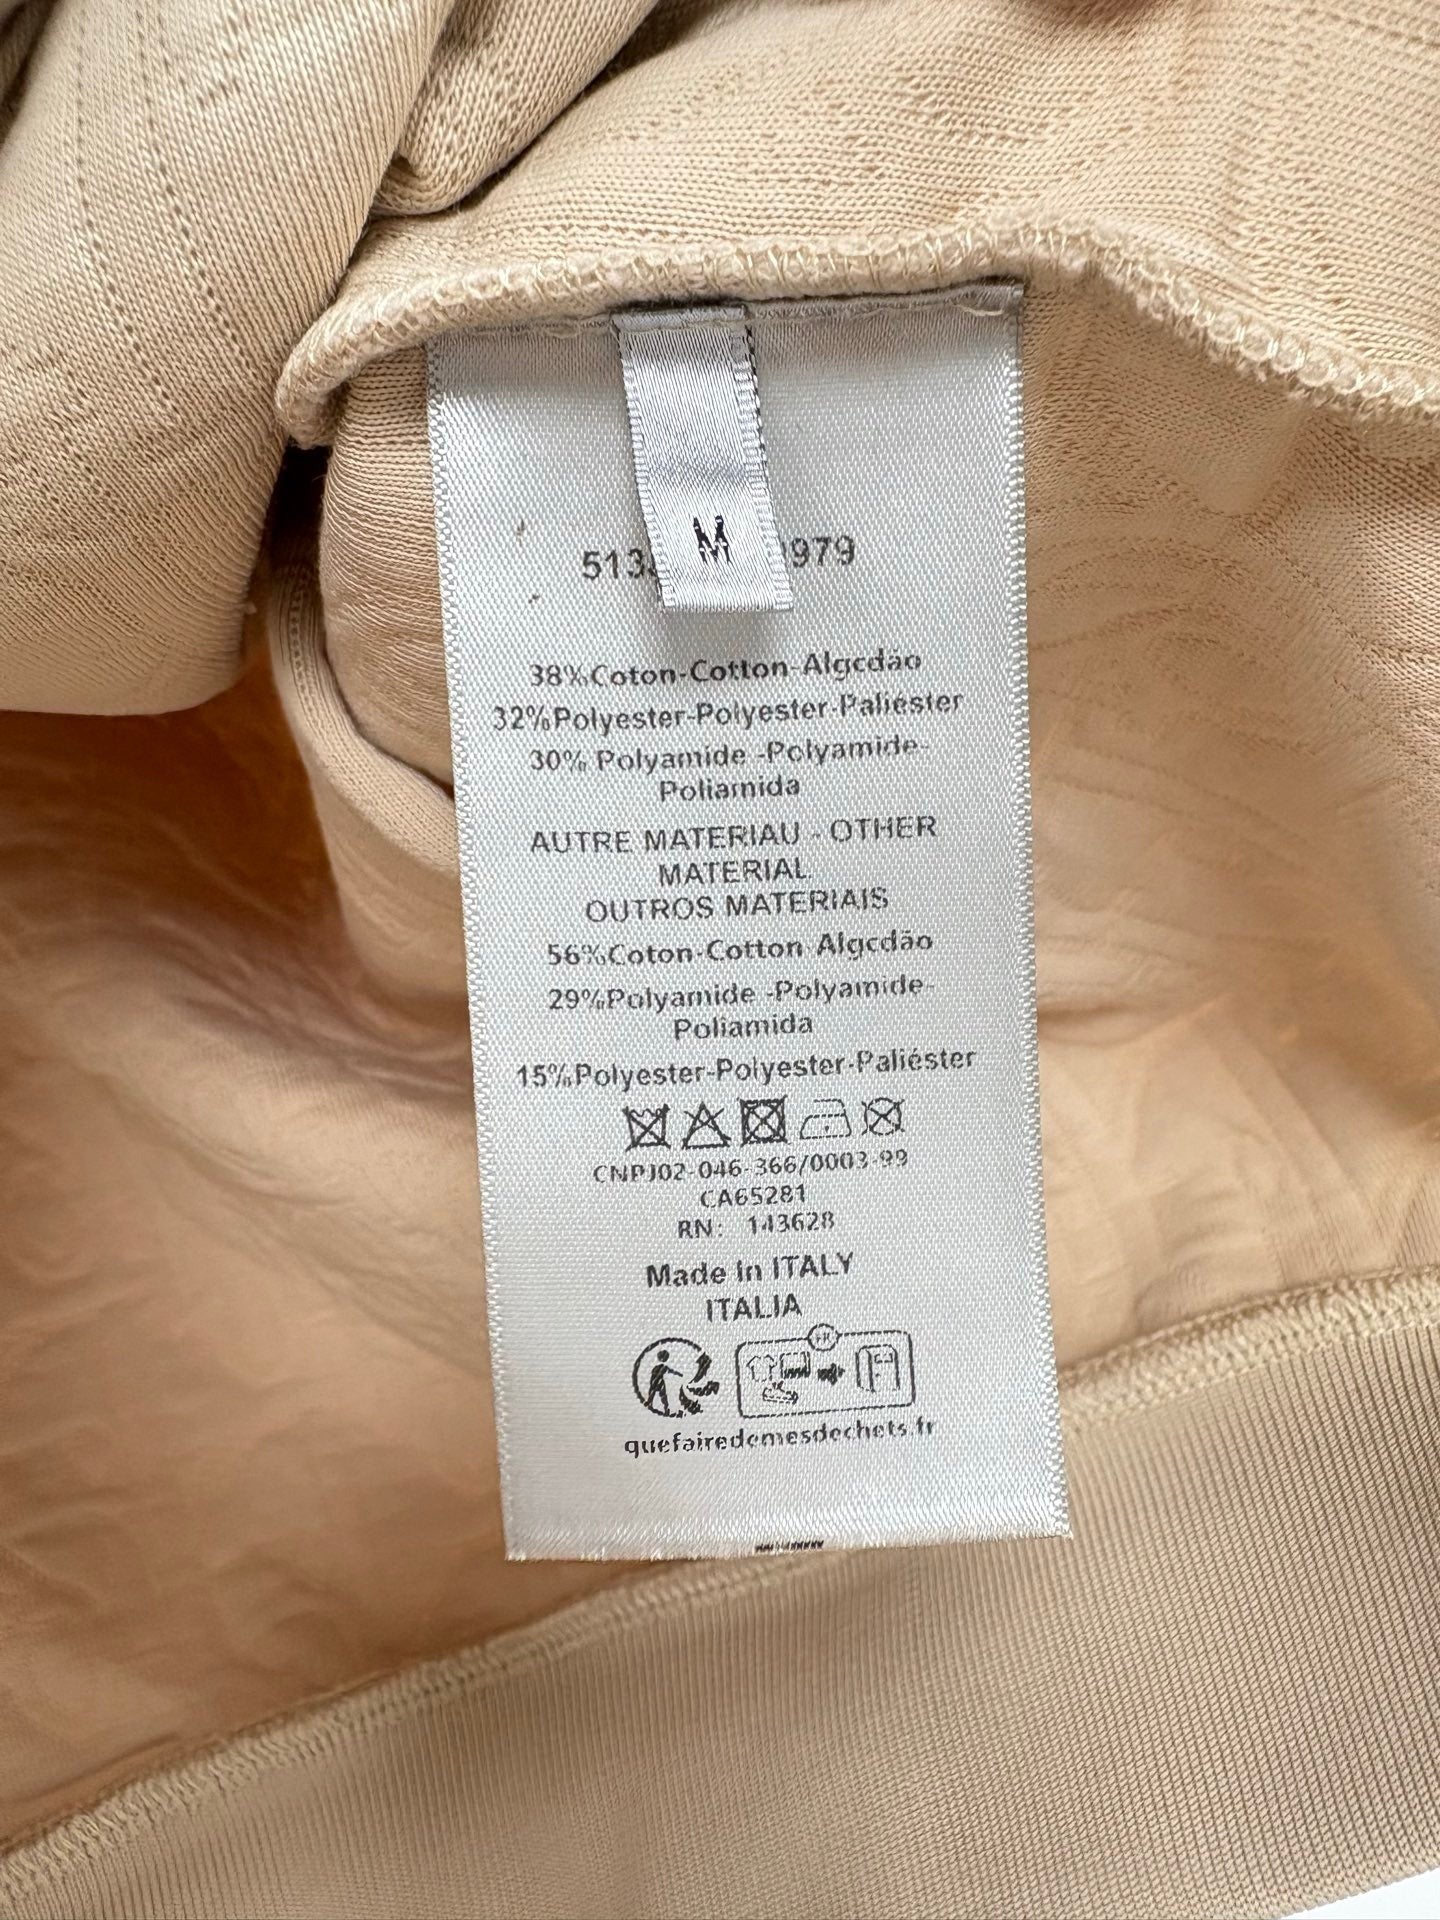 M
979
38%Coton-Cotton-Algcdão
32%Polyester-Polyester-Paliéster
30% Polyamide -Polyamide-
Poliamida
AUTRE MATERIAU - OTHER
MATERIAL
OUTROS MATERIAIS
56%Coton-Cotton Algcdão
29%Polyamide -Polyamide-
Poliamida
15%Polyester-Polyester-Paliéster
CNPJ02-046-366/0003-99
CA65281
RN: 143628
Made in ITALY
ITALIA
FR
quefairedemesdechets.fr